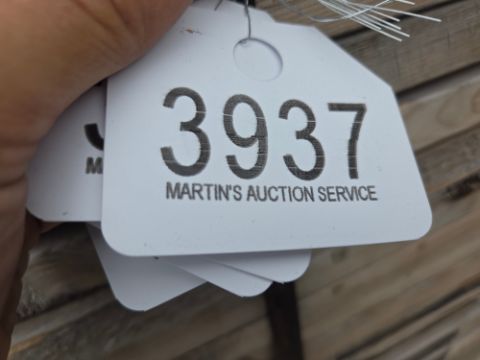 3937
MARTIN'S AUCTION SERVICE